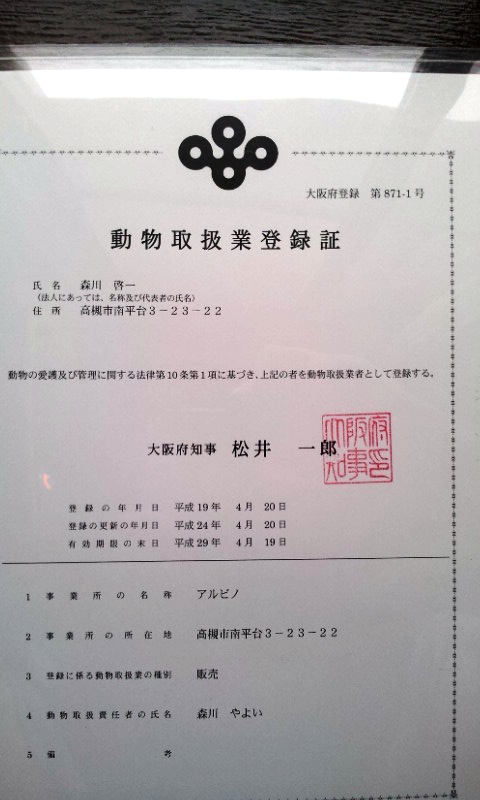 大阪府登録 第 871-1 号
動物取扱業登録証
氏 名 森川 啓一
(法人にあっては、名称及び代表者の氏名)
住 所 高槻市南平台3-23-22
動物の愛護及び管理に関する法律第10条第1項に基づき、上記の者を動物取扱業者として登録する。
大阪府知事 松井 一郎
大阪府知事印
登録の年月日 平成19年 4月 20日
登録の更新の年月日 平成24年 4月 20日
有効期限の末日 平成29年 4月 19日
1 事業所の名称 アルビノ
2 事業所の所在地 高槻市南平台3-23-22
3 登録に係る動物取扱業の種別 販売
4 動物取扱責任者の氏名 森川 やよい
5 備考